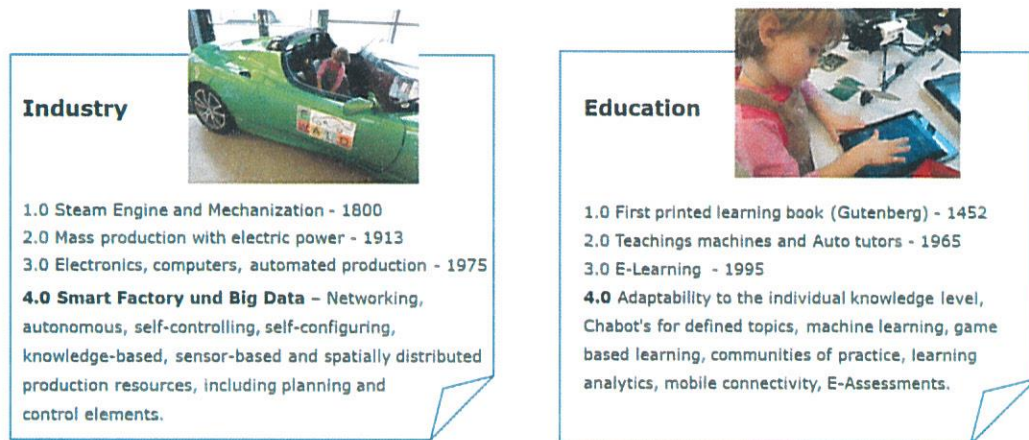 Industry
1.0 Steam Engine and Mechanization - 1800
2.0 Mass production with electric power - 1913
3.0 Electronics, computers, automated production - 1975
4.0 Smart Factory und Big Data – Networking,
autonomous, self-controlling, self-configuring,
knowledge-based, sensor-based and spatially distributed
production resources, including planning and
control elements.
Education
1.0 First printed learning book (Gutenberg) - 1452
2.0 Teachings machines and Auto tutors - 1965
3.0 E-Learning - 1995
4.0 Adaptability to the individual knowledge level,
Chabot's for defined topics, machine learning, game
based learning, communities of practice, learning
analytics, mobile connectivity, E-Assessments.